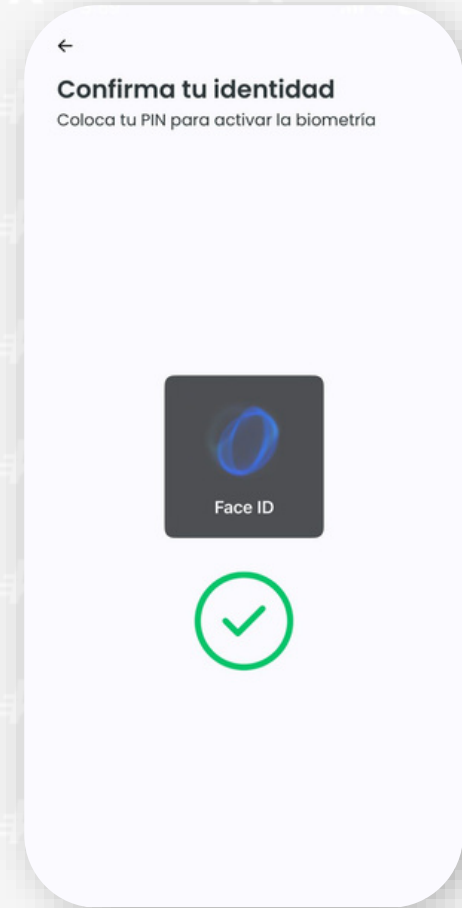 Confirma tu identidad
Coloca tu PIN para activar la biometría
Face ID